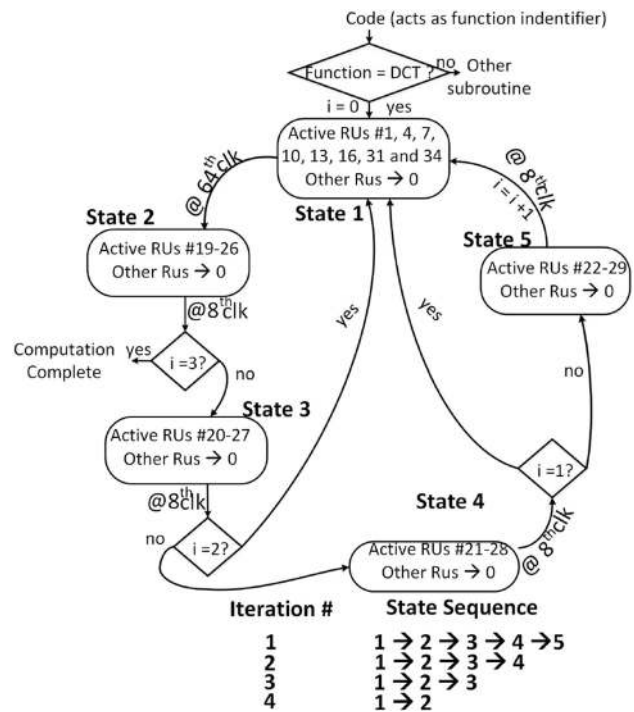 Code (acts as function indentifier)
Function = DCT ?
no
Other
subroutine
i = 0
yes
Active RUs #1, 4, 7,
10, 13, 16, 31 and 34
Other Rus → 0
State 1
@ 64th clk
State 2
Active RUs #19-26
Other Rus → 0
@8th clk
i =3?
yes
Computation
Complete
no
State 3
Active RUs #20-27
Other Rus → 0
@8th clk
i =2?
no
yes
State 4
Active RUs #21-28
Other Rus → 0
@ 8th clk
i =1?
yes
no
State 5
Active RUs #22-29
Other Rus → 0
@ 8th clk
i = i +1
Iteration # State Sequence
1 1 → 2 → 3 → 4 → 5
2 1 → 2 → 3 → 4
3 1 → 2 → 3
4 1 → 2